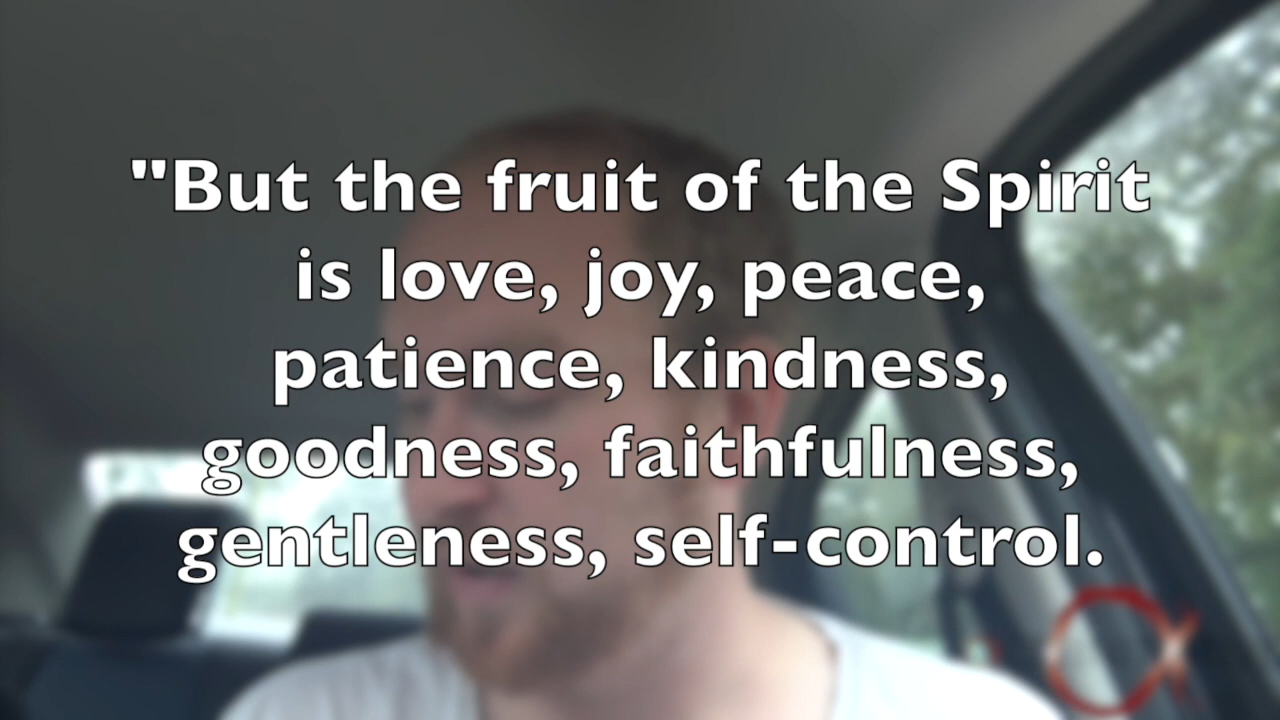 "But the fruit of the Spirit
is love, joy, peace,
patience, kindness,
goodness, faithfulness,
gentleness, self-control.